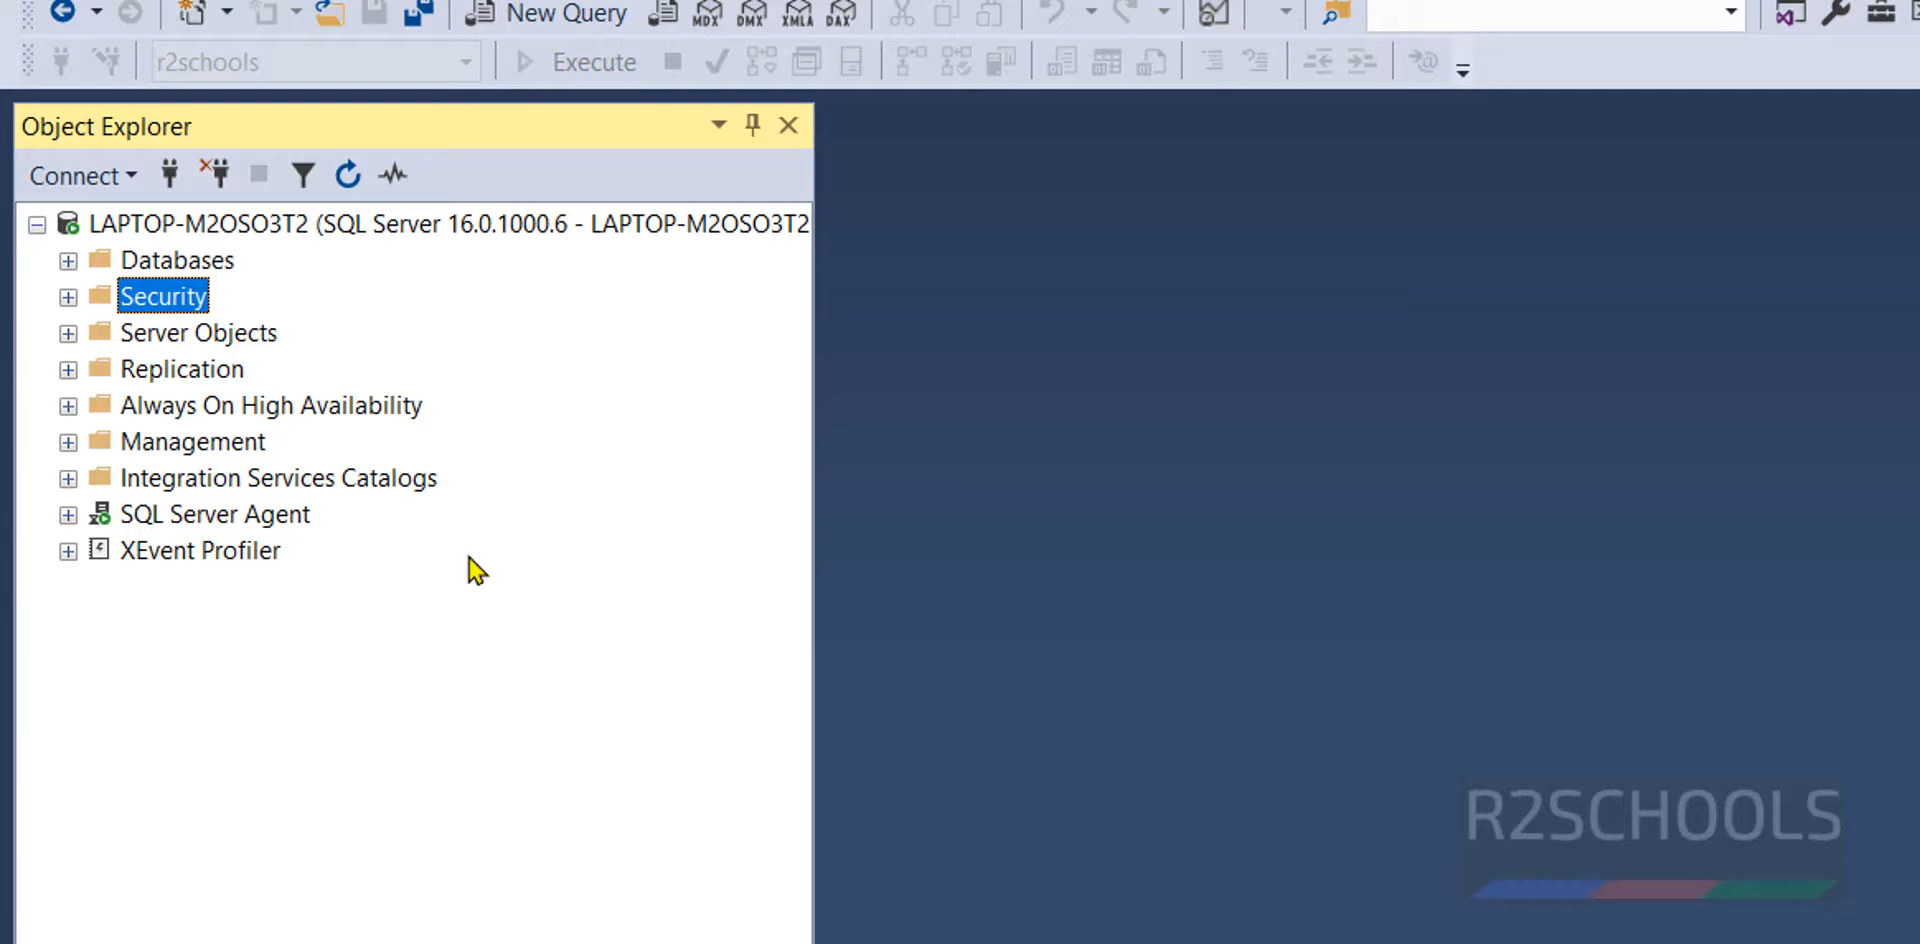 New Query MDX DMX XMLA DAX
r2schools Execute
Object Explorer
Connect
LAPTOP-M2OSO3T2 (SQL Server 16.0.1000.6 - LAPTOP-M2OSO3T2
Databases
Security
Server Objects
Replication
Always On High Availability
Management
Integration Services Catalogs
SQL Server Agent
XEvent Profiler
R2SCHOOLS